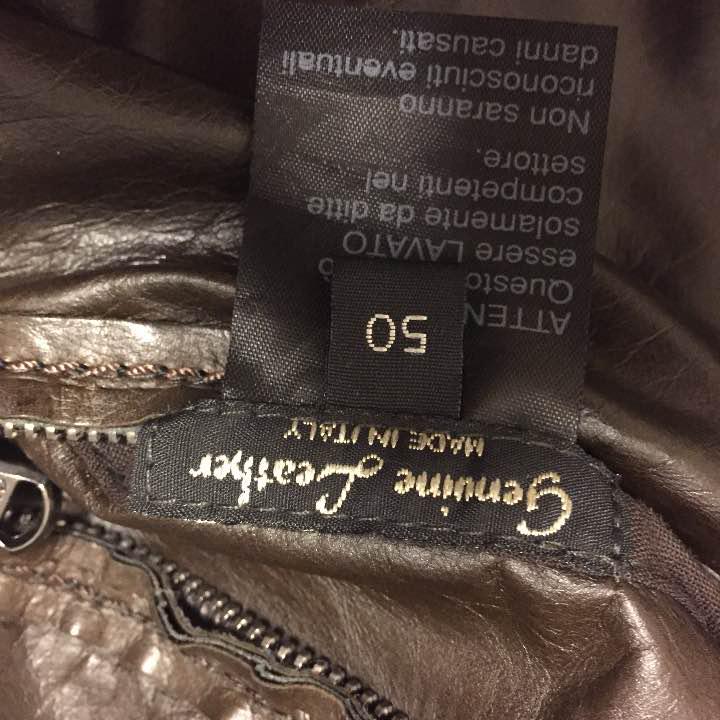 Genuine Leather
MADE IN ITALY
50
ATTEN
Questo
essere LAVATO
solamente da ditte
competenti nel
settore.
Non saranno
riconosciuti eventuali
danni causati.